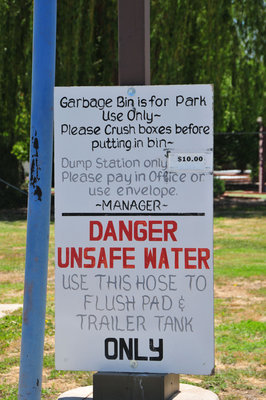 Garbage Bin is for Park
Use Only~
Please Crush boxes before
putting in bin~
Dump Station only $10.00
Please pay in Office or
use envelope.
~MANAGER~
DANGER
UNSAFE WATER
USE THIS HOSE TO
FLUSH PAD &
TRAILER TANK
ONLY